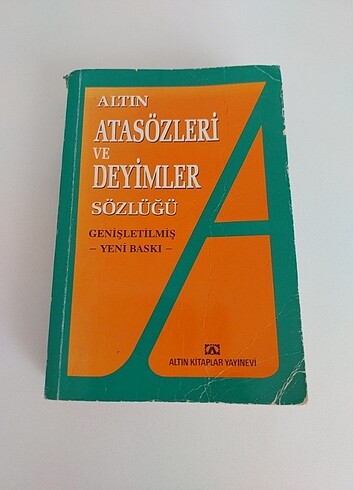 ALTIN
ATASÖZLERİ
VE
DEYİMLER
SÖZLÜĞÜ
GENİŞLETİLMİŞ
– YENİ BASKI –
A
ALTIN KİTAPLAR YAYINEVİ